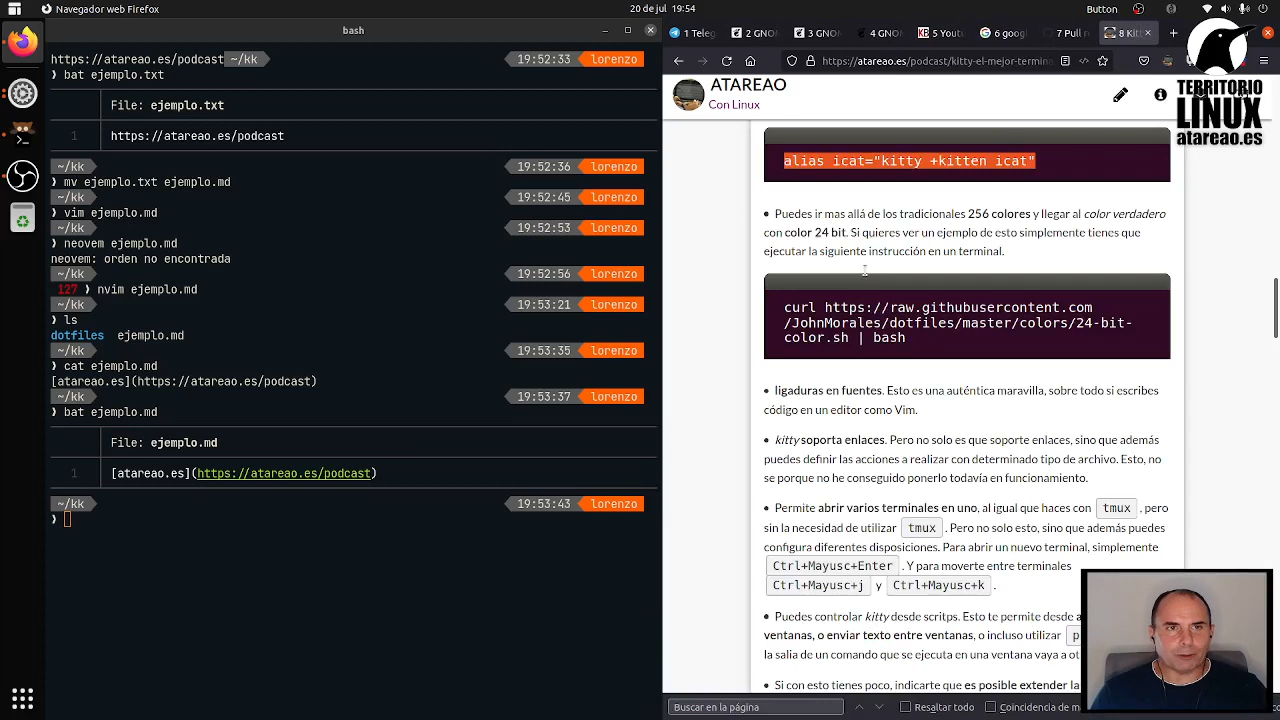 Navegador web Firefox
20 de jul
19:54
Button
bash
https://atareao.es/podcast ~/kk 19:52:33 lorenzo
❯ bat ejemplo.txt
File: ejemplo.txt
1 https://atareao.es/podcast
~/kk 19:52:36 lorenzo
❯ mv ejemplo.txt ejemplo.md
~/kk 19:52:45 lorenzo
❯ vim ejemplo.md
~/kk 19:52:53 lorenzo
❯ neovem ejemplo.md
neovem: orden no encontrada
~/kk 19:52:56 lorenzo
127 ❯ nvim ejemplo.md
~/kk 19:53:21 lorenzo
❯ ls
dotfiles ejemplo.md
~/kk 19:53:35 lorenzo
❯ cat ejemplo.md
[atareao.es](https://atareao.es/podcast)
~/kk 19:53:37 lorenzo
❯ bat ejemplo.md
File: ejemplo.md
1 [atareao.es](https://atareao.es/podcast)
~/kk 19:53:43 lorenzo
❯
1 Teleg 2 GNO 3 GNO 4 GNO 5 Yout 6 googl 7 Pull r 8 Kit
https://atareao.es/podcast/kitty-el-mejor-termina
ATAREAO
Con Linux
TERRITORIO
LINUX
atareao.es
alias icat="kitty +kitten icat"
• Puedes ir mas allá de los tradicionales 256 colores y llegar al color verdadero
con color 24 bit. Si quieres ver un ejemplo de esto simplemente tienes que
ejecutar la siguiente instrucción en un terminal.
curl https://raw.githubusercontent.com
/JohnMorales/dotfiles/master/colors/24-bit-
color.sh | bash
• ligaduras en fuentes. Esto es una auténtica maravilla, sobre todo si escribes
código en un editor como Vim.
• kitty soporta enlaces. Pero no solo es que soporte enlaces, sino que además
puedes definir las acciones a realizar con determinado tipo de archivo. Esto, no
se porque no he conseguido ponerlo todavía en funcionamiento.
• Permite abrir varios terminales en uno, al igual que haces con tmux , pero
sin la necesidad de utilizar tmux . Pero no solo esto, sino que además puedes
configura diferentes disposiciones. Para abrir un nuevo terminal, simplemente
Ctrl+Mayusc+Enter . Y para moverte entre terminales
Ctrl+Mayusc+j y Ctrl+Mayusc+k .
• Puedes controlar kitty desde scritps. Esto te permite desde a
ventanas, o enviar texto entre ventanas, o incluso utilizar p
la salia de un comando que se ejecuta en una ventana vaya a ot
• Si con esto tienes poco, indicarte que es posible extender la
Buscar en la página
Resaltar todo
Coincidencia de m